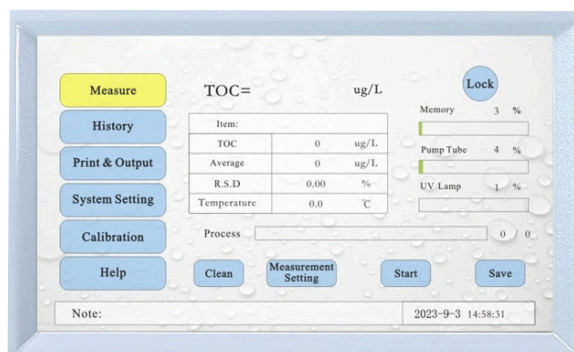 Measure
History
Print & Output
System Setting
Calibration
Help
TOC= ug/L
Lock
Item:
TOC 0 ug/L
Average 0 ug/L
R.S.D 0.00 %
Temperature 0.0 ℃
Memory 3 %
Pump Tube 4 %
UV Lamp 1 %
Process 0 / 0
Clean
Measurement
Setting
Start
Save
Note:
2023-9-3 14:58:31